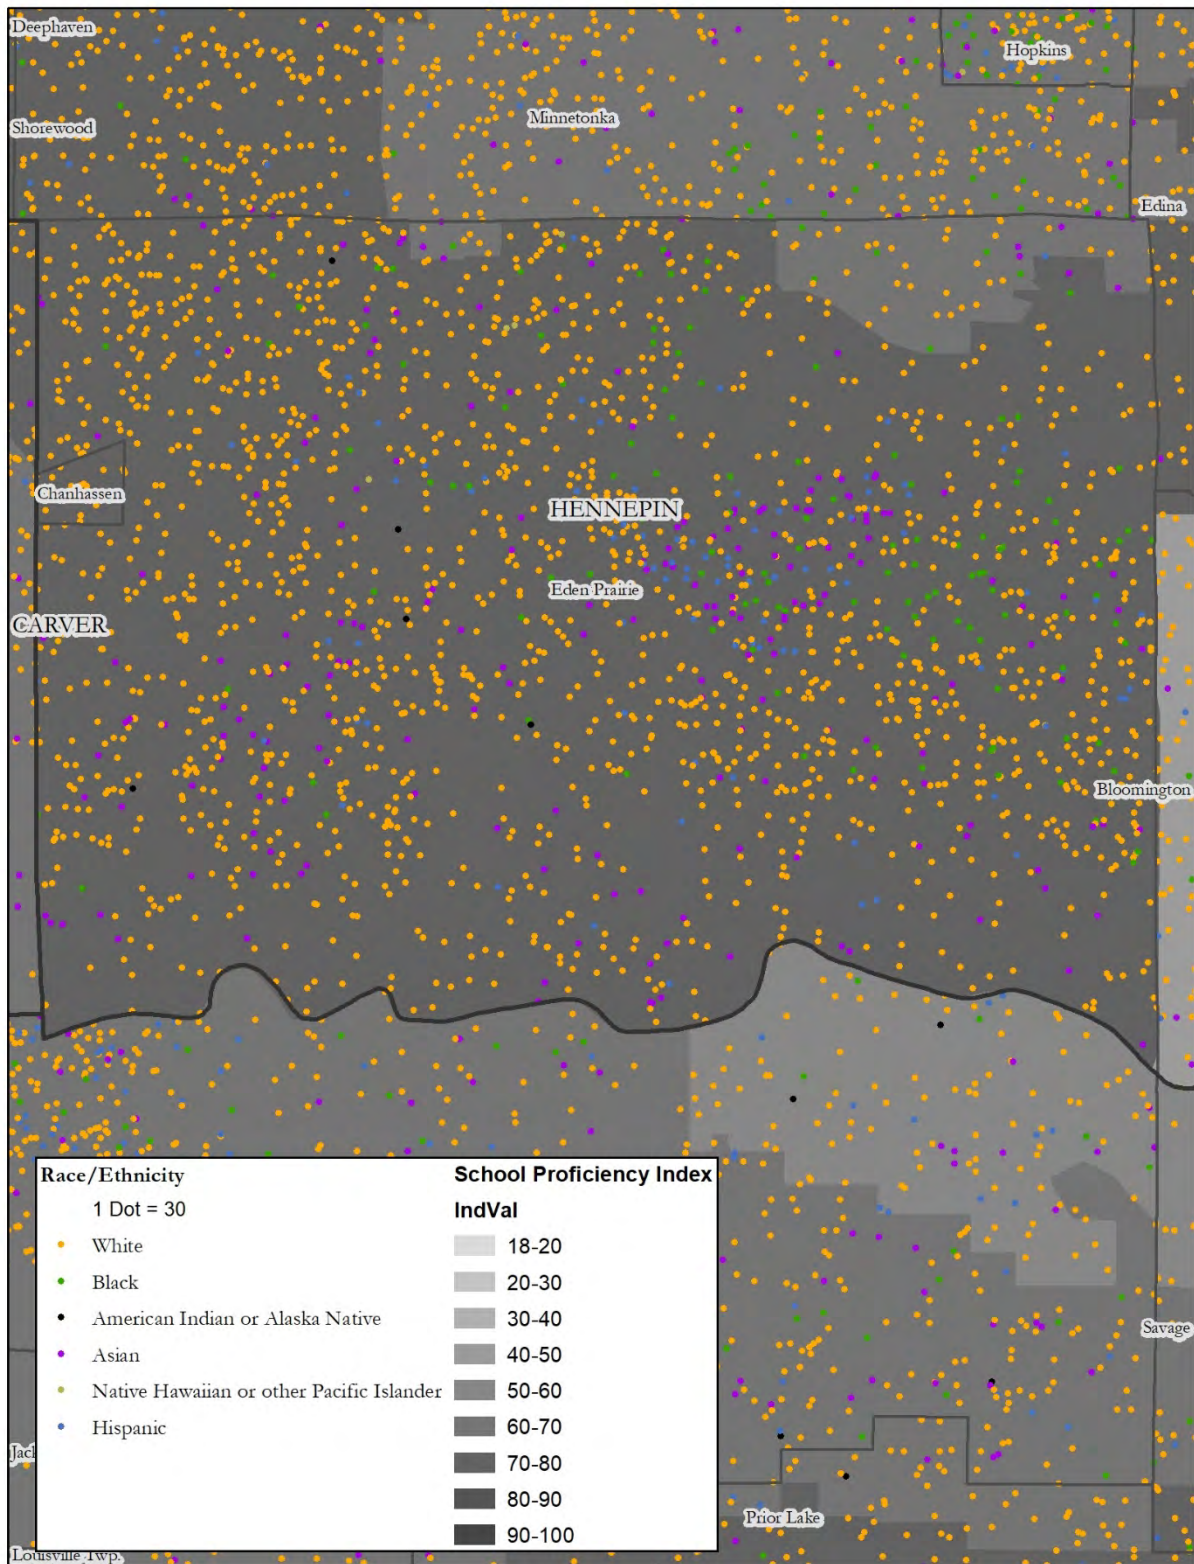 Deephaven
Hopkins
Minnetonka
Shorewood
Edina
Chanhassen
HENNEPIN
Eden Prairie
CARVER
Bloomington
Race/Ethnicity
1 Dot = 30
White
Black
American Indian or Alaska Native
Asian
Native Hawaiian or other Pacific Islander
Hispanic
School Proficiency Index
IndVal
18-20
20-30
30-40
40-50
50-60
60-70
70-80
80-90
90-100
Savage
Jack
Prior Lake
Louisville Twp.